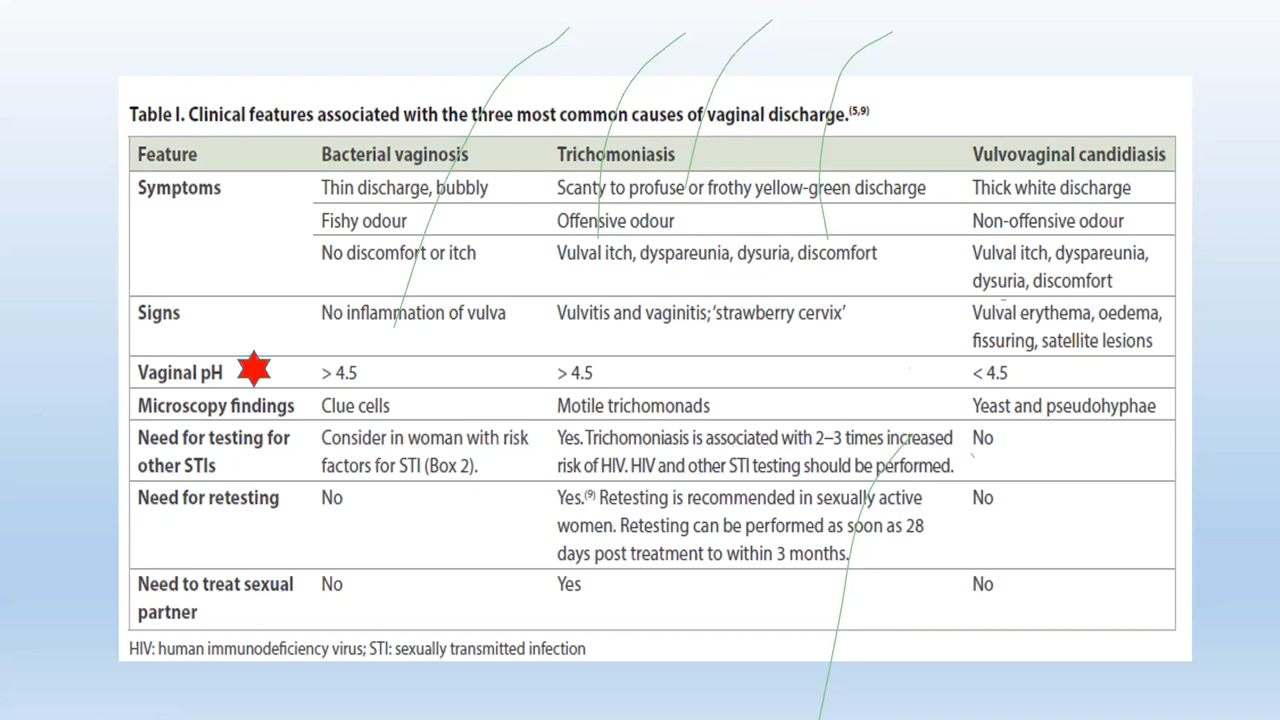 Table I. Clinical features associated with the three most common causes of vaginal discharge.(5,9)
Feature Bacterial vaginosis Trichomoniasis Vulvovaginal candidiasis
Symptoms Thin discharge, bubbly Scanty to profuse or frothy yellow-green discharge Thick white discharge
Fishy odour Offensive odour Non-offensive odour
No discomfort or itch Vulval itch, dyspareunia, dysuria, discomfort Vulval itch, dyspareunia,
dysuria, discomfort
Signs No inflammation of vulva Vulvitis and vaginitis; ‘strawberry cervix’ Vulval erythema, oedema,
fissuring, satellite lesions
Vaginal pH > 4.5 > 4.5 < 4.5
Microscopy findings Clue cells Motile trichomonads Yeast and pseudohyphae
Need for testing for Consider in woman with risk Yes. Trichomoniasis is associated with 2–3 times increased No
other STIs factors for STI (Box 2). risk of HIV. HIV and other STI testing should be performed.
Need for retesting No Yes.(9) Retesting is recommended in sexually active No
women. Retesting can be performed as soon as 28
days post treatment to within 3 months.
Need to treat sexual No Yes No
partner
HIV: human immunodeficiency virus; STI: sexually transmitted infection